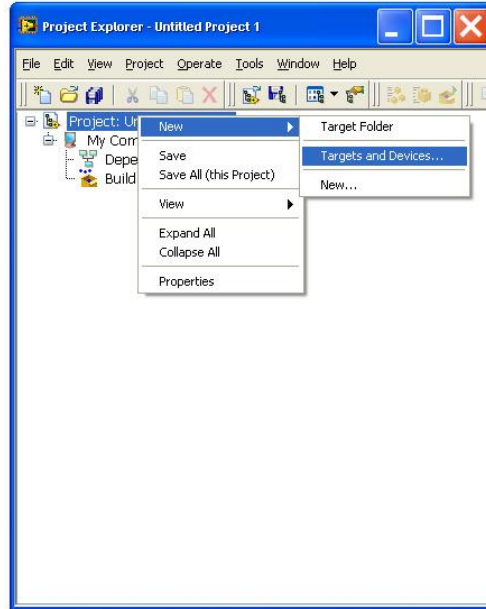 Project Explorer - Untitled Project 1
File Edit View Project Operate Tools Window Help
Project: Un
My Com
Depe
Build
New
Save
Save All (this Project)
View
Expand All
Collapse All
Properties
Target Folder
Targets and Devices...
New...